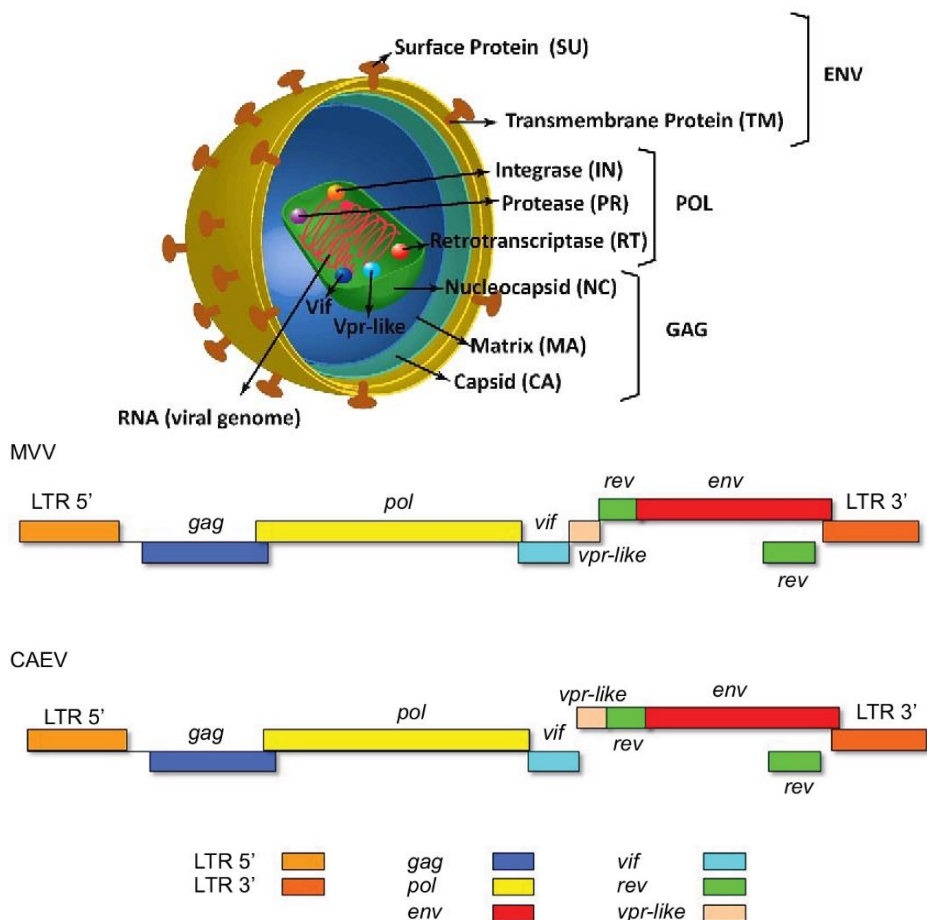 Surface Protein (SU)
ENV
Transmembrane Protein (TM)
Integrase (IN)
Protease (PR)
POL
Retrotranscriptase (RT)
Nucleocapsid (NC)
Vif
Vpr-like
GAG
Matrix (MA)
Capsid (CA)
RNA (viral genome)
MVV
LTR 5’
gag
pol
vif
vpr-like
rev
env
LTR 3’
rev
CAEV
LTR 5’
gag
pol
vif
vpr-like
rev
env
LTR 3’
rev
LTR 5’
gag
vif
LTR 3’
pol
rev
env
vpr-like